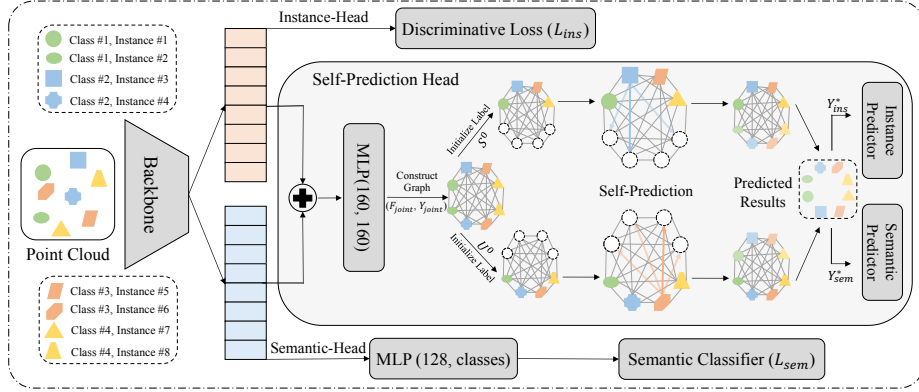 Instance-Head
Discriminative Loss (L_ins)
Class #1, Instance #1
Class #1, Instance #2
Class #2, Instance #3
Class #2, Instance #4
Point Cloud
Class #3, Instance #5
Class #3, Instance #6
Class #4, Instance #7
Class #4, Instance #8
Backbone
Self-Prediction Head
MLP(160, 160)
Construct
Graph
(F_joint, Y_joint)
Initialize Label
S^0
Initialize Label
U^0
Self-Prediction
Predicted
Results
Y*_ins
Y*_sem
Instance
Predictor
Semantic
Predictor
Semantic-Head
MLP (128, classes)
Semantic Classifier (L_sem)